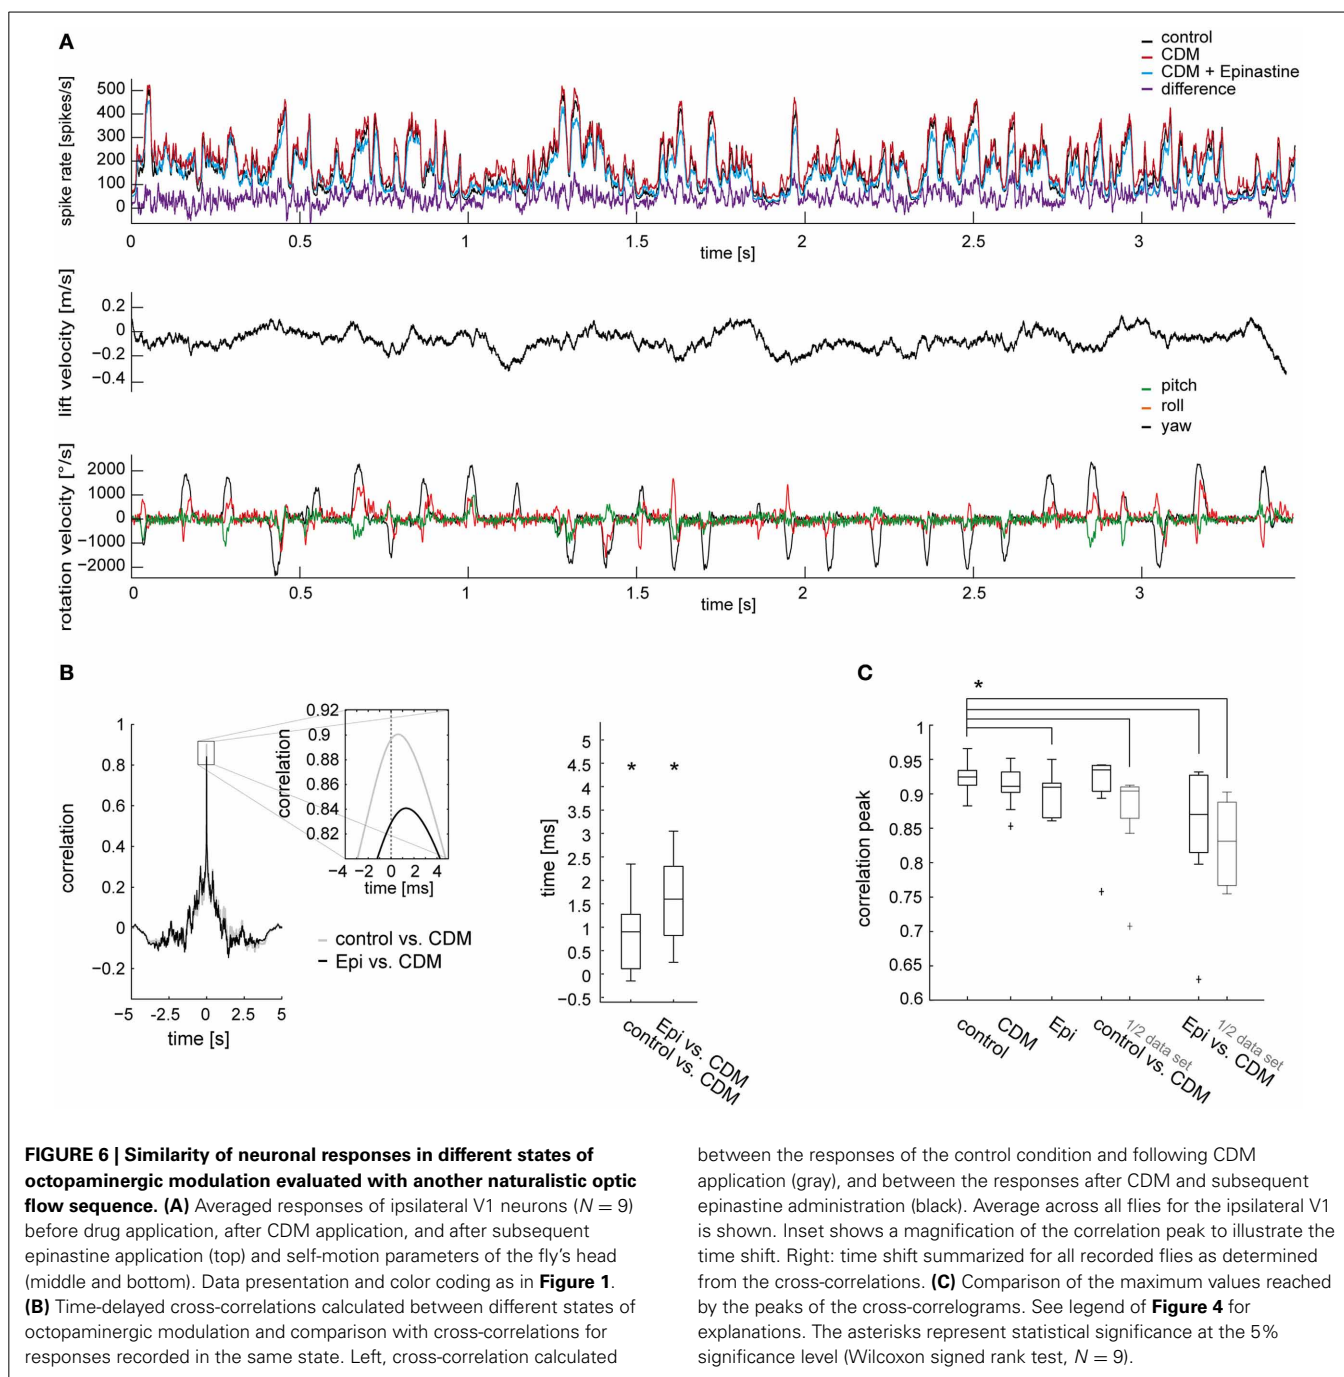 A
control
CDM
CDM + Epinastine
difference
spike rate [spikes/s]
500
400
300
200
100
0
0 0.5 1 1.5 2 2.5 3
time [s]
lift velocity [m/s]
0.2
0
−0.2
−0.4
pitch
roll
yaw
rotation velocity [°/s]
2000
1000
0
−1000
−2000
0 0.5 1 1.5 2 2.5 3
time [s]
B
correlation
1
0.8
0.6
0.4
0.2
0
−0.2
−5 -2.5 0 2.5 5
time [s]
correlation
0.92
0.9
0.88
0.86
0.84
0.82
−4 −2 0 2 4
time [ms]
control vs. CDM
Epi vs. CDM
time [ms]
5
4.5
4
3.5
3
2.5
2
1.5
1
0.5
0
−0.5
* *
control vs. CDM
Epi vs. CDM
C
*
correlation peak
1
0.95
0.9
0.85
0.8
0.75
0.7
0.65
0.6
control
CDM
Epi
control vs. CDM
1/2 data set
Epi vs. CDM
1/2 data set
FIGURE 6 | Similarity of neuronal responses in different states of
octopaminergic modulation evaluated with another naturalistic optic
flow sequence. (A) Averaged responses of ipsilateral V1 neurons (N = 9)
before drug application, after CDM application, and after subsequent
epinastine application (top) and self-motion parameters of the fly's head
(middle and bottom). Data presentation and color coding as in Figure 1.
(B) Time-delayed cross-correlations calculated between different states of
octopaminergic modulation and comparison with cross-correlations for
responses recorded in the same state. Left, cross-correlation calculated
between the responses of the control condition and following CDM
application (gray), and between the responses after CDM and subsequent
epinastine administration (black). Average across all flies for the ipsilateral V1
is shown. Inset shows a magnification of the correlation peak to illustrate the
time shift. Right: time shift summarized for all recorded flies as determined
from the cross-correlations. (C) Comparison of the maximum values reached
by the peaks of the cross-correlograms. See legend of Figure 4 for
explanations. The asterisks represent statistical significance at the 5%
significance level (Wilcoxon signed rank test, N = 9).